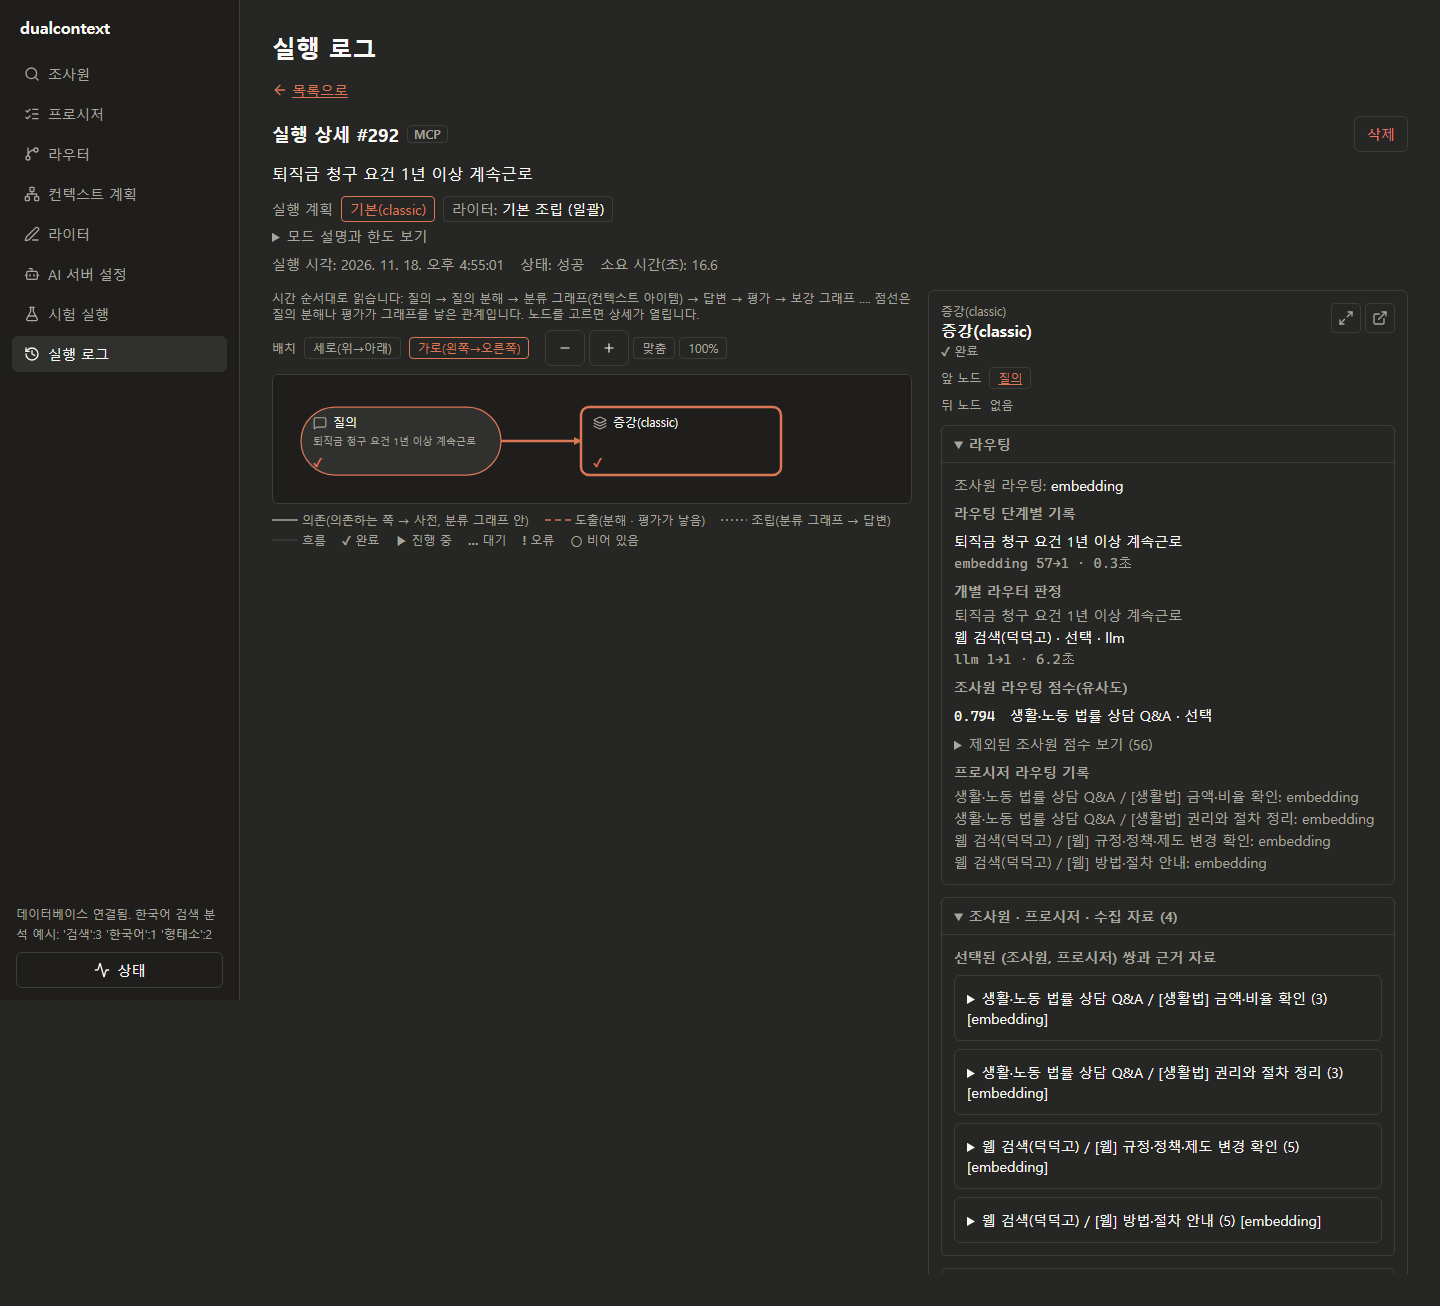 dualcontext
조사원
프로시저
라우터
컨텍스트 계획
라이터
AI 서버 설정
시험 실행
실행 로그
데이터베이스 연결됨. 한국어 검색 분
석 예시: '검색':3 '한국어':1 '형태소':2
상태
실행 로그
← 목록으로
실행 상세 #292 MCP
삭제
퇴직금 청구 요건 1년 이상 계속근로
실행 계획 기본(classic) 라이터: 기본 조립 (일괄)
▶ 모드 설명과 한도 보기
실행 시각: 2026. 11. 18. 오후 4:55:01 상태: 성공 소요 시간(초): 16.6
시간 순서대로 읽습니다: 질의 → 질의 분해 → 분류 그래프(컨텍스트 아이템) → 답변 → 평가 → 보강 그래프 .... 점선은
질의 분해나 평가가 그래프를 낳은 관계입니다. 노드를 고르면 상세가 열립니다.
배치 세로(위→아래) 가로(왼쪽→오른쪽) − + 맞춤 100%
질의
퇴직금 청구 요건 1년 이상 계속근로
✓
증강(classic)
✓
의존(의존하는 쪽 → 사전, 분류 그래프 안) 도출(분해 · 평가가 낳음) 조립(분류 그래프 → 답변)
흐름 ✓ 완료 ▶ 진행 중 … 대기 ! 오류 ○ 비어 있음
증강(classic)
증강(classic)
✓ 완료
앞 노드 질의
뒤 노드 없음
▼ 라우팅
조사원 라우팅: embedding
라우팅 단계별 기록
퇴직금 청구 요건 1년 이상 계속근로
embedding 57→1 · 0.3초
개별 라우터 판정
퇴직금 청구 요건 1년 이상 계속근로
웹 검색(덕덕고) · 선택 · llm
llm 1→1 · 6.2초
조사원 라우팅 점수(유사도)
0.794 생활·노동 법률 상담 Q&A · 선택
▶ 제외된 조사원 점수 보기 (56)
프로시저 라우팅 기록
생활·노동 법률 상담 Q&A / [생활법] 금액·비율 확인: embedding
생활·노동 법률 상담 Q&A / [생활법] 권리와 절차 정리: embedding
웹 검색(덕덕고) / [웹] 규정·정책·제도 변경 확인: embedding
웹 검색(덕덕고) / [웹] 방법·절차 안내: embedding
▼ 조사원 · 프로시저 · 수집 자료 (4)
선택된 (조사원, 프로시저) 쌍과 근거 자료
▶ 생활·노동 법률 상담 Q&A / [생활법] 금액·비율 확인 (3)
[embedding]
▶ 생활·노동 법률 상담 Q&A / [생활법] 권리와 절차 정리 (3)
[embedding]
▶ 웹 검색(덕덕고) / [웹] 규정·정책·제도 변경 확인 (5)
[embedding]
▶ 웹 검색(덕덕고) / [웹] 방법·절차 안내 (5) [embedding]